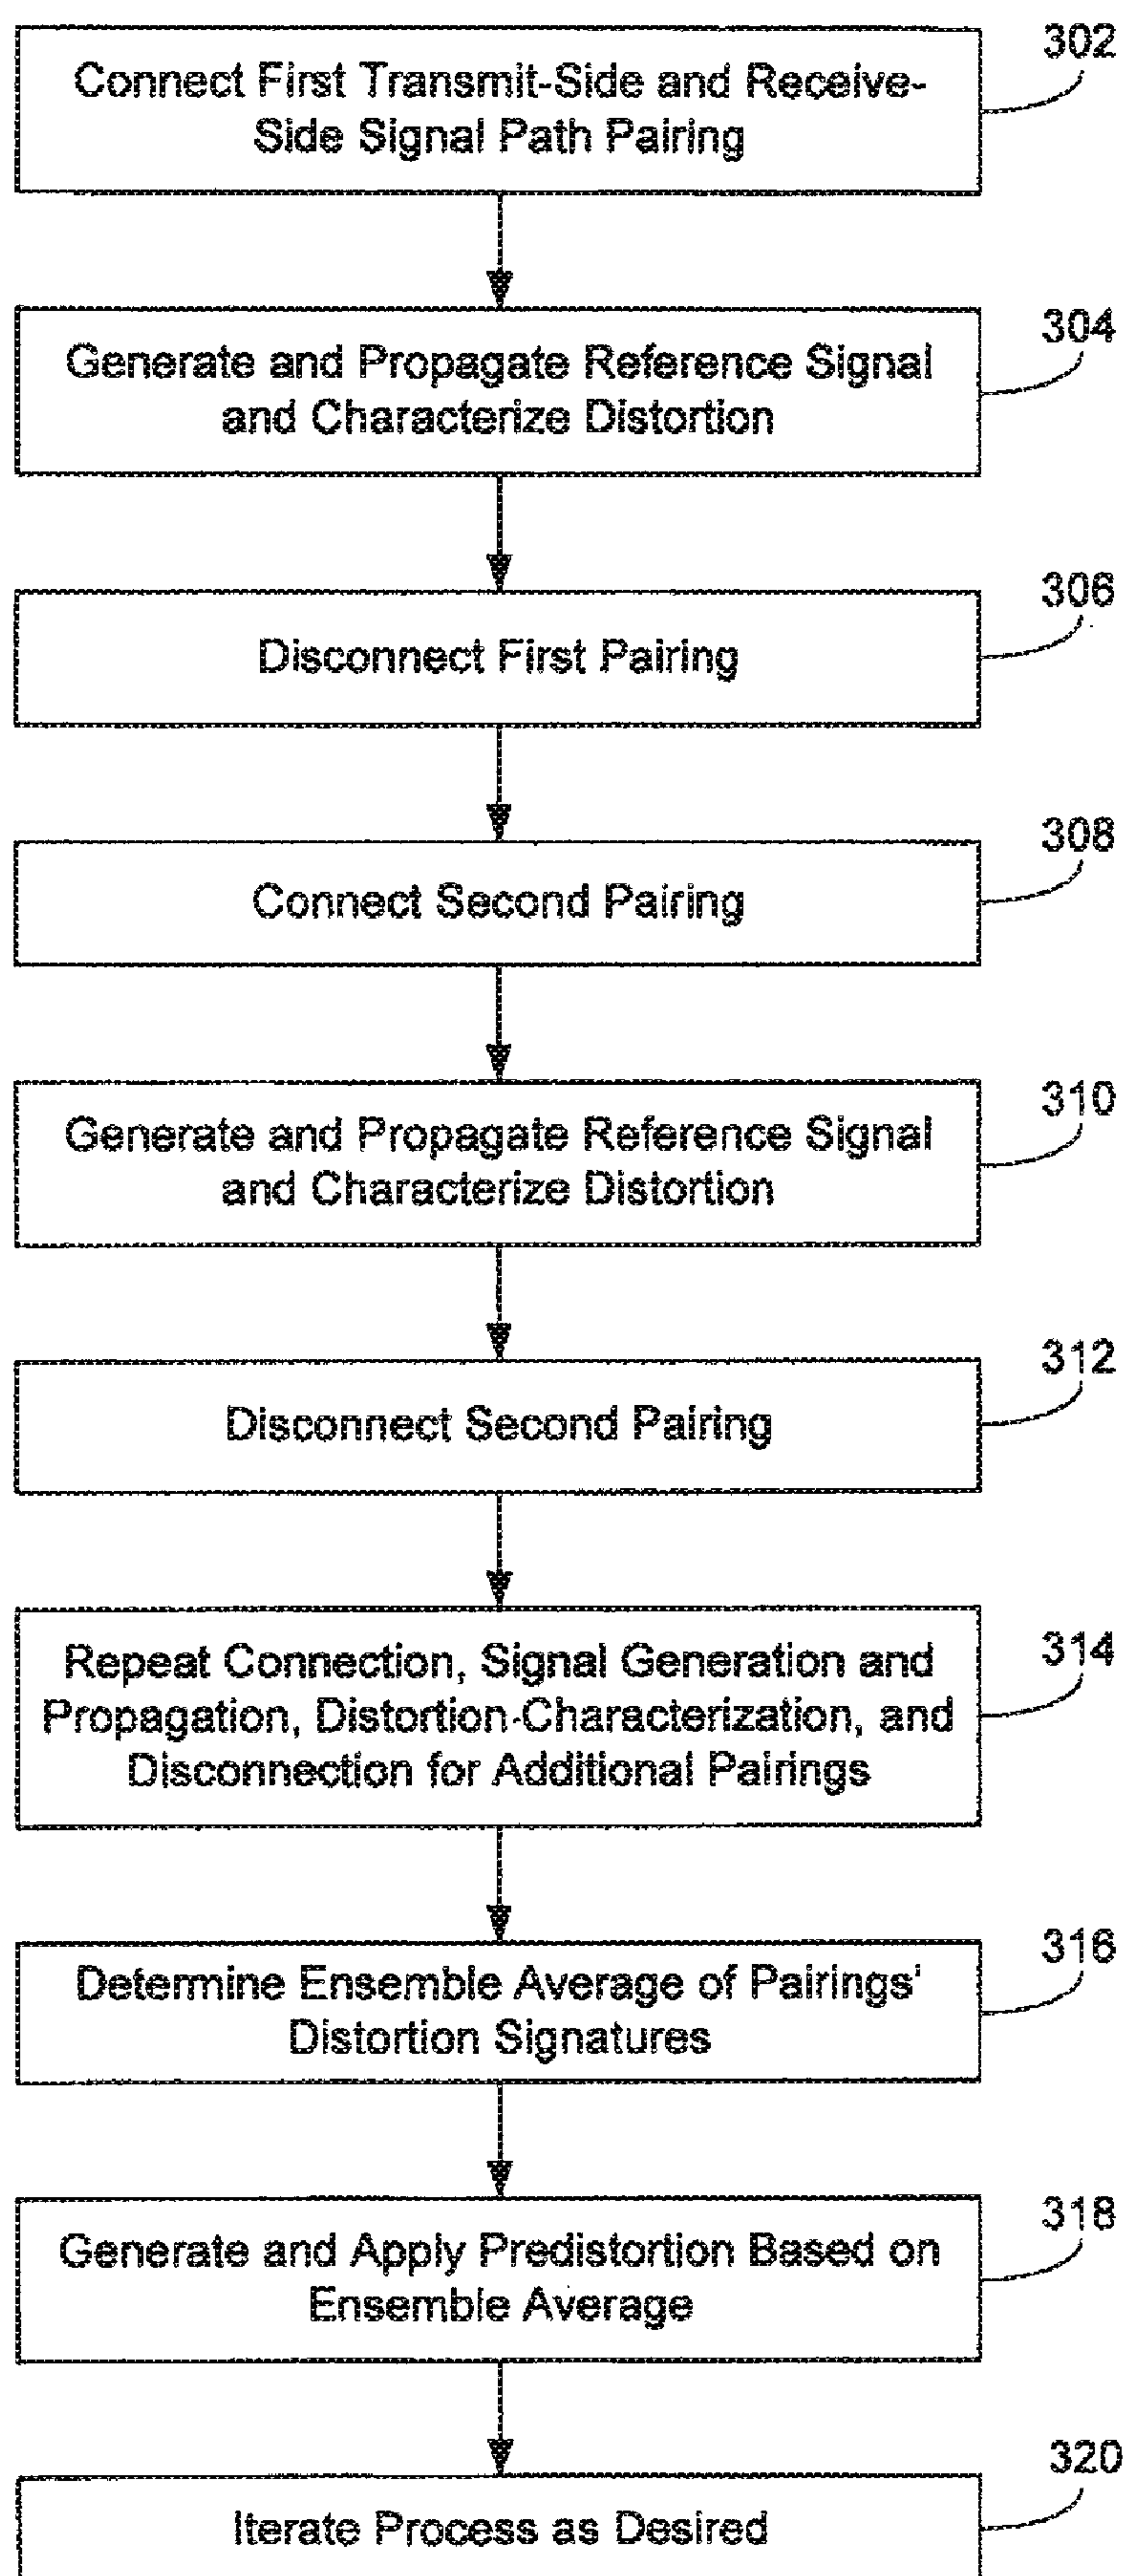 302
Connect First Transmit-Side and Receive-
Side Signal Path Pairing
304
Generate and Propagate Reference Signal
and Characterize Distortion
306
Disconnect First Pairing
308
Connect Second Pairing
310
Generate and Propagate Reference Signal
and Characterize Distortion
312
Disconnect Second Pairing
314
Repeat Connection, Signal Generation and
Propagation, Distortion-Characterization, and
Disconnection for Additional Pairings
316
Determine Ensemble Average of Pairings'
Distortion Signatures
318
Generate and Apply Predistortion Based on
Ensemble Average
320
Iterate Process as Desired